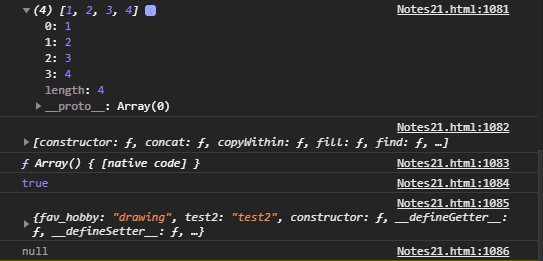 ▼(4) [1, 2, 3, 4] i Notes21.html:1081
0: 1
1: 2
2: 3
3: 4
length: 4
▶__proto__: Array(0)
Notes21.html:1082
▶[constructor: ƒ, concat: ƒ, copyWithin: ƒ, fill: ƒ, find: ƒ, …]
ƒ Array() { [native code] } Notes21.html:1083
true Notes21.html:1084
Notes21.html:1085
▶{fav_hobby: "drawing", test2: "test2", constructor: ƒ, __defineGetter__:
ƒ, __defineSetter__: ƒ, …}
null Notes21.html:1086